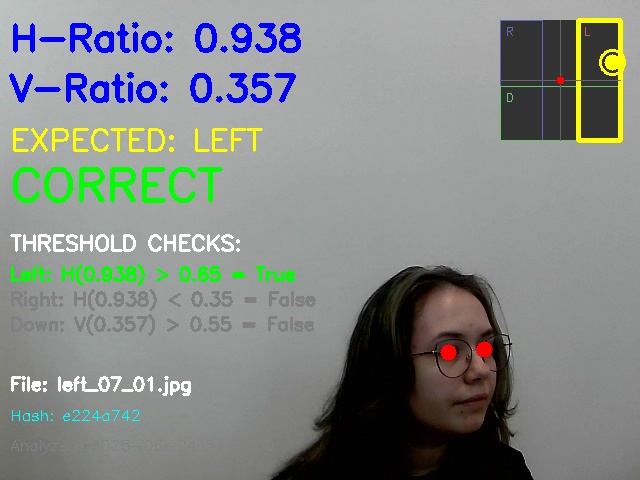 H-Ratio: 0.938
V-Ratio: 0.357
EXPECTED: LEFT
CORRECT
THRESHOLD CHECKS:
Left: H(0.938) > 0.65 = True
Right: H(0.938) < 0.35 = False
Down: V(0.357) > 0.55 = False
File: left_07_01.jpg
Hash: e224a742
R
L
C
D